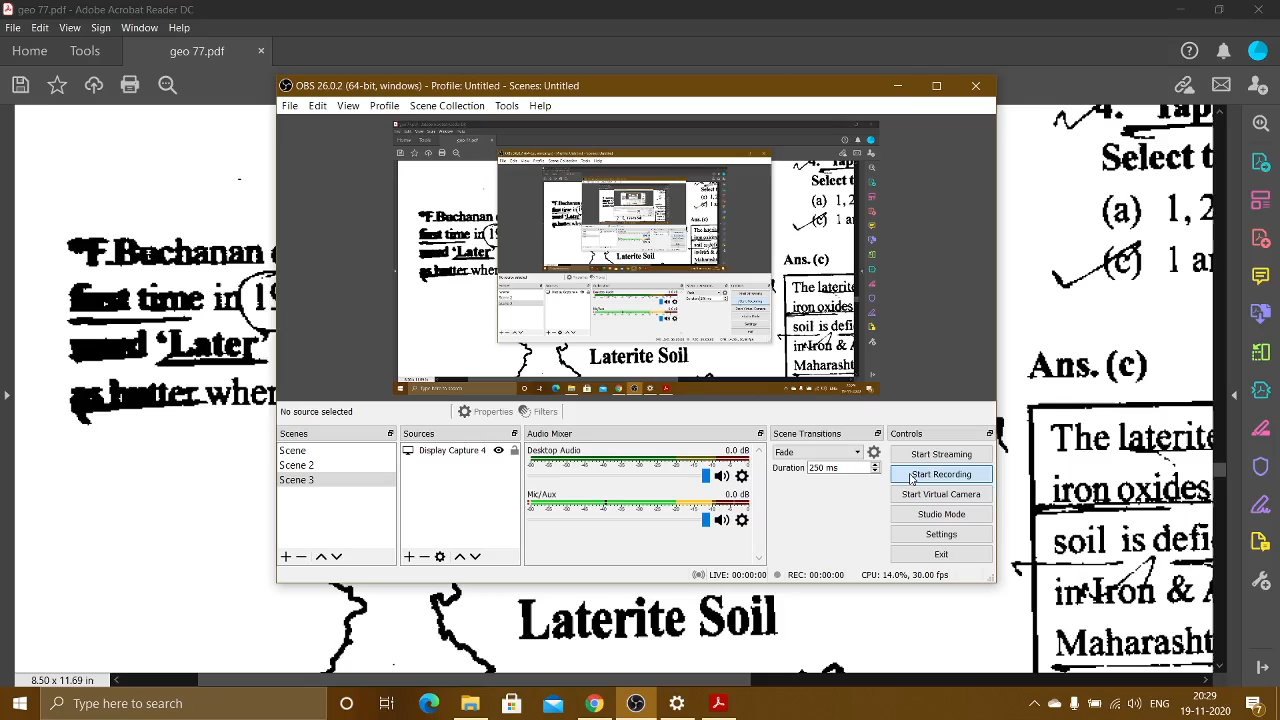 geo 77.pdf - Adobe Acrobat Reader DC
File Edit View Sign Window Help
Home Tools geo 77.pdf
OBS 26.0.2 (64-bit, windows) - Profile: Untitled - Scenes: Untitled
File Edit View Profile Scene Collection Tools Help
No source selected Properties Filters
Scenes
Scene
Scene 2
Scene 3
Sources
Display Capture 4
Audio Mixer
Desktop Audio 0.0 dB
Mic/Aux 0.0 dB
Scene Transitions
Fade
Duration 250 ms
Controls
Start Streaming
Start Recording
Start Virtual Camera
Studio Mode
Settings
Exit
LIVE: 00:00:00 REC: 00:00:00 CPU: 14.0%, 30.00 fps
"F.Buchanan
first time in
used 'Later'
as butter when
Laterite Soil
Select t
(a) 1, 2
(c) 1 a
Ans. (c)
The laterite
iron oxides
soil is defi
in Iron &
Maharasht
8.50 x 11.69 in
Type here to search
ENG
20:29
19-11-2020
7